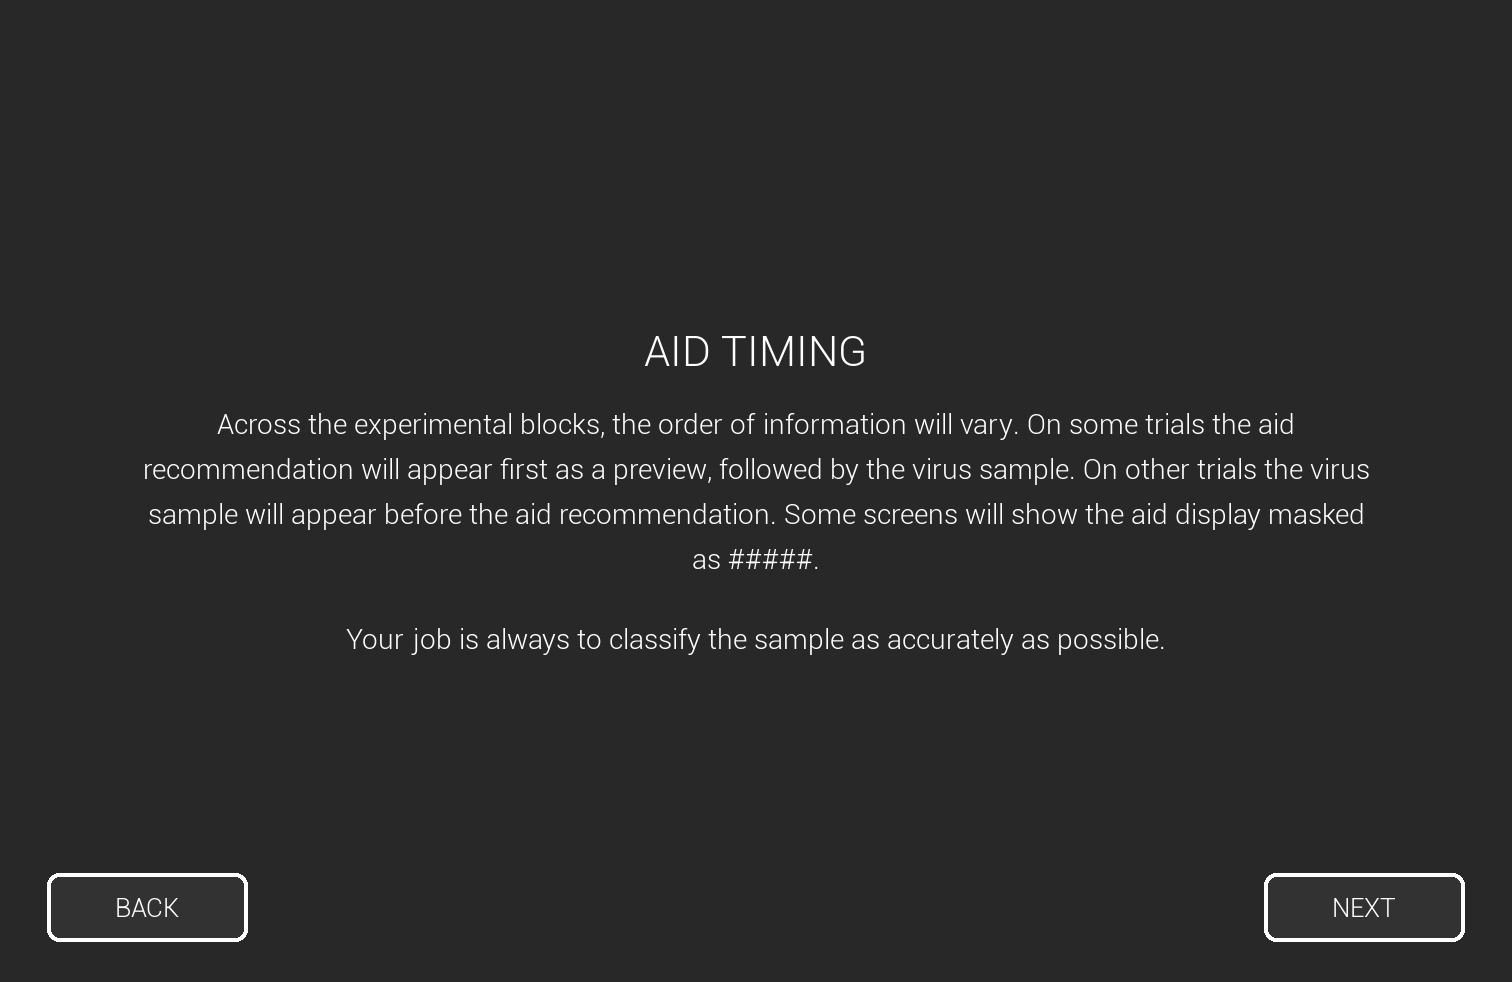 AID TIMING
Across the experimental blocks, the order of information will vary. On some trials the aid
recommendation will appear first as a preview, followed by the virus sample. On other trials the virus
sample will appear before the aid recommendation. Some screens will show the aid display masked
as #####.
Your job is always to classify the sample as accurately as possible.
BACK
NEXT